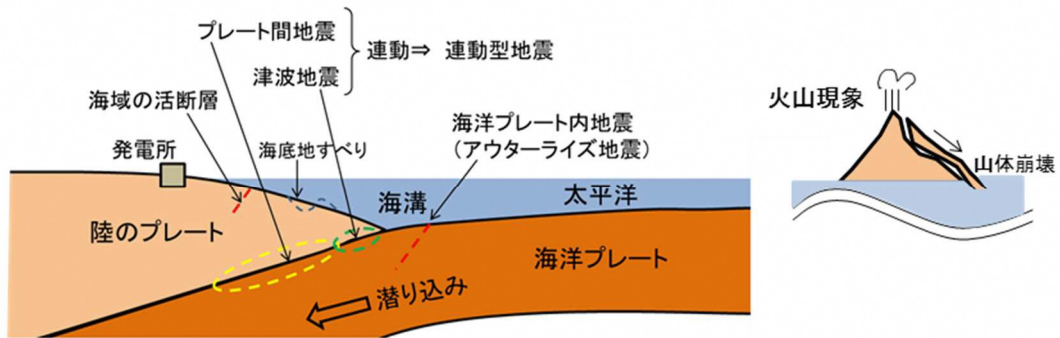 プレート間地震
津波地震
連動⇒ 連動型地震
海域の活断層
発電所
海底地すべり
海洋プレート内地震
(アウターライズ地震)
海溝
太平洋
陸のプレート
海洋プレート
潜り込み
火山現象
山体崩壊